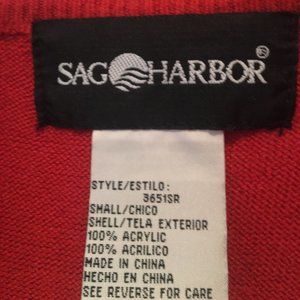 SAG HARBOR®
STYLE/ESTILO:
3651SR
SMALL/CHICO
SHELL/TELA EXTERIOR
100% ACRYLIC
100% ACRILICO
MADE IN CHINA
HECHO EN CHINA
SEE REVERSE FOR CARE